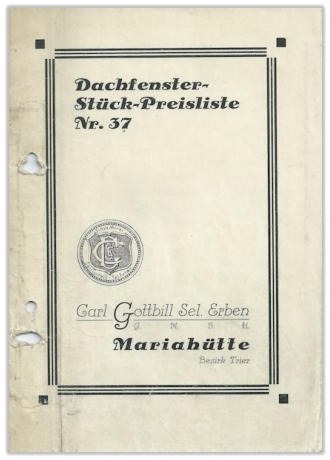 Dachfenster-
Stück-Preisliste
Nr. 37
Carl Gottbill Sel. Erben
G. M. B. H.
Mariahütte
Bezirk Trier